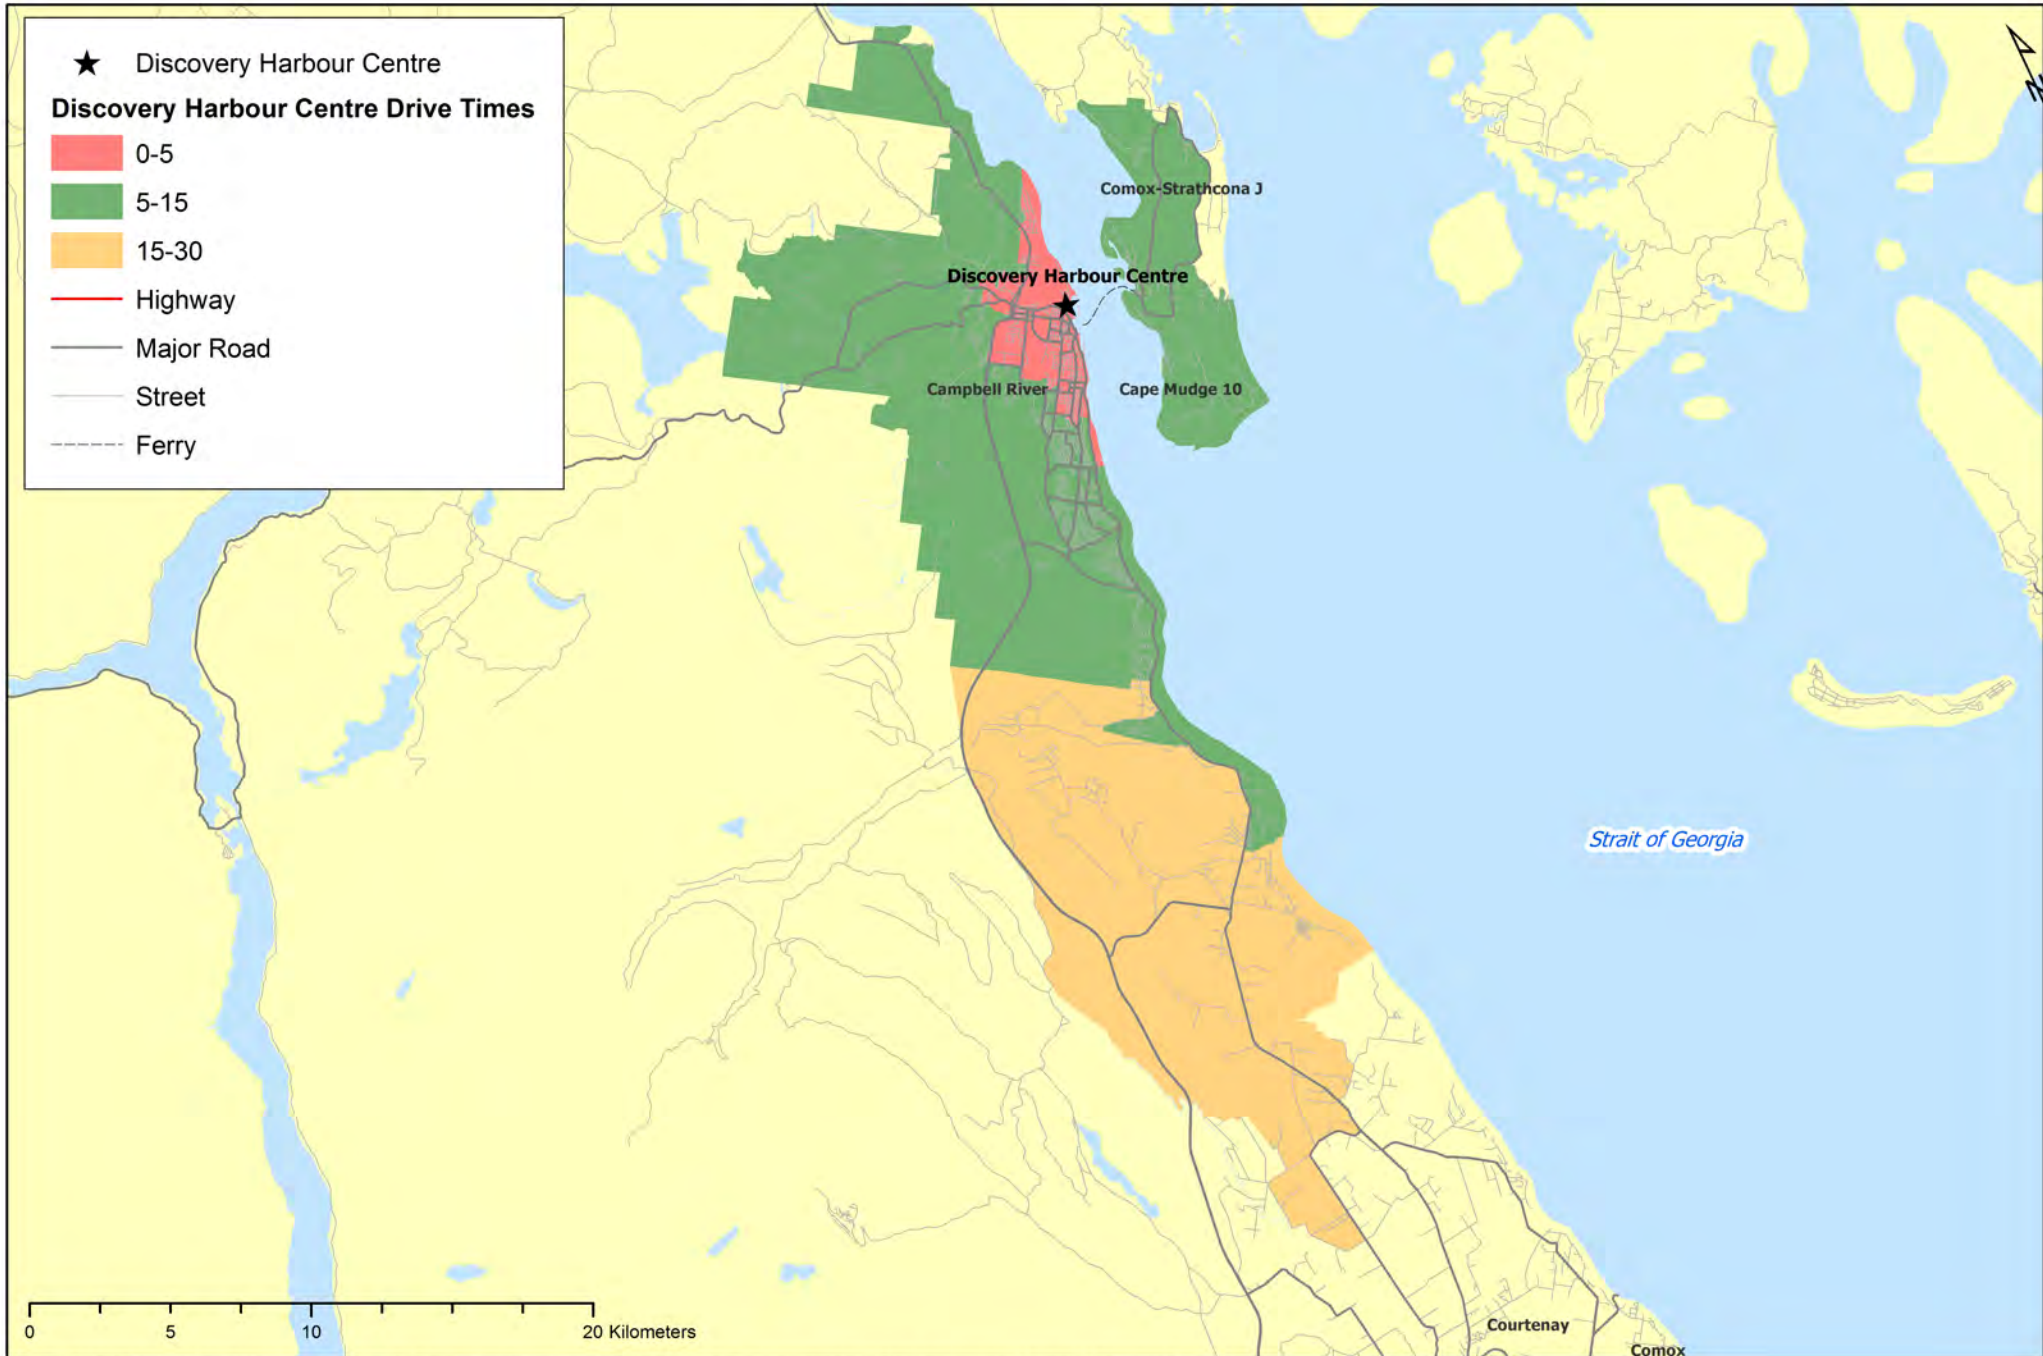 Discovery Harbour Centre
Discovery Harbour Centre Drive Times
0-5
5-15
15-30
Highway
Major Road
Street
Ferry
N
Comox-Strathcona J
Discovery Harbour Centre
Campbell River
Cape Mudge 10
Strait of Georgia
0 5 10 20 Kilometers
Courtenay
Comox